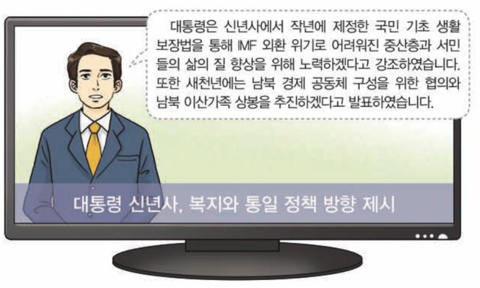 대통령은 신년사에서 작년에 제정한 국민 기초 생활
보장법을 통해 IMF 외환 위기로 어려워진 중산층과 서민
들의 삶의 질 향상을 위해 노력하겠다고 강조하였습니다.
또한 새천년에는 남북 경제 공동체 구성을 위한 협의와
남북 이산가족 상봉을 추진하겠다고 발표하였습니다.
대통령 신년사, 복지와 통일 정책 방향 제시